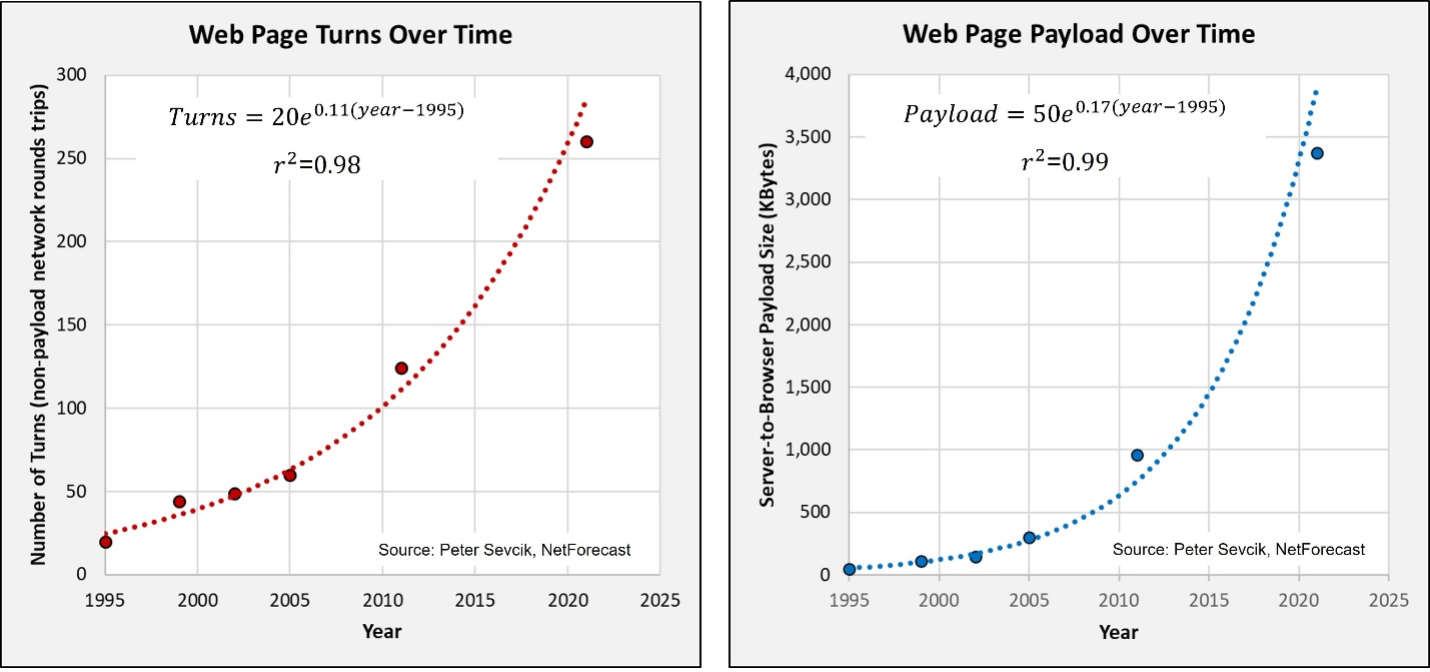 Web Page Turns Over Time
Number of Turns (non-payload network rounds trips)
300
250
200
150
100
50
0
Turns = 20e^{0.11(year−1995)}
r²=0.98
Source: Peter Sevcik, NetForecast
1995 2000 2005 2010 2015 2020 2025
Year
Web Page Payload Over Time
Server-to-Browser Payload Size (KBytes)
4,000
3,500
3,000
2,500
2,000
1,500
1,000
500
0
Payload = 50e^{0.17(year−1995)}
r²=0.99
Source: Peter Sevcik, NetForecast
1995 2000 2005 2010 2015 2020 2025
Year